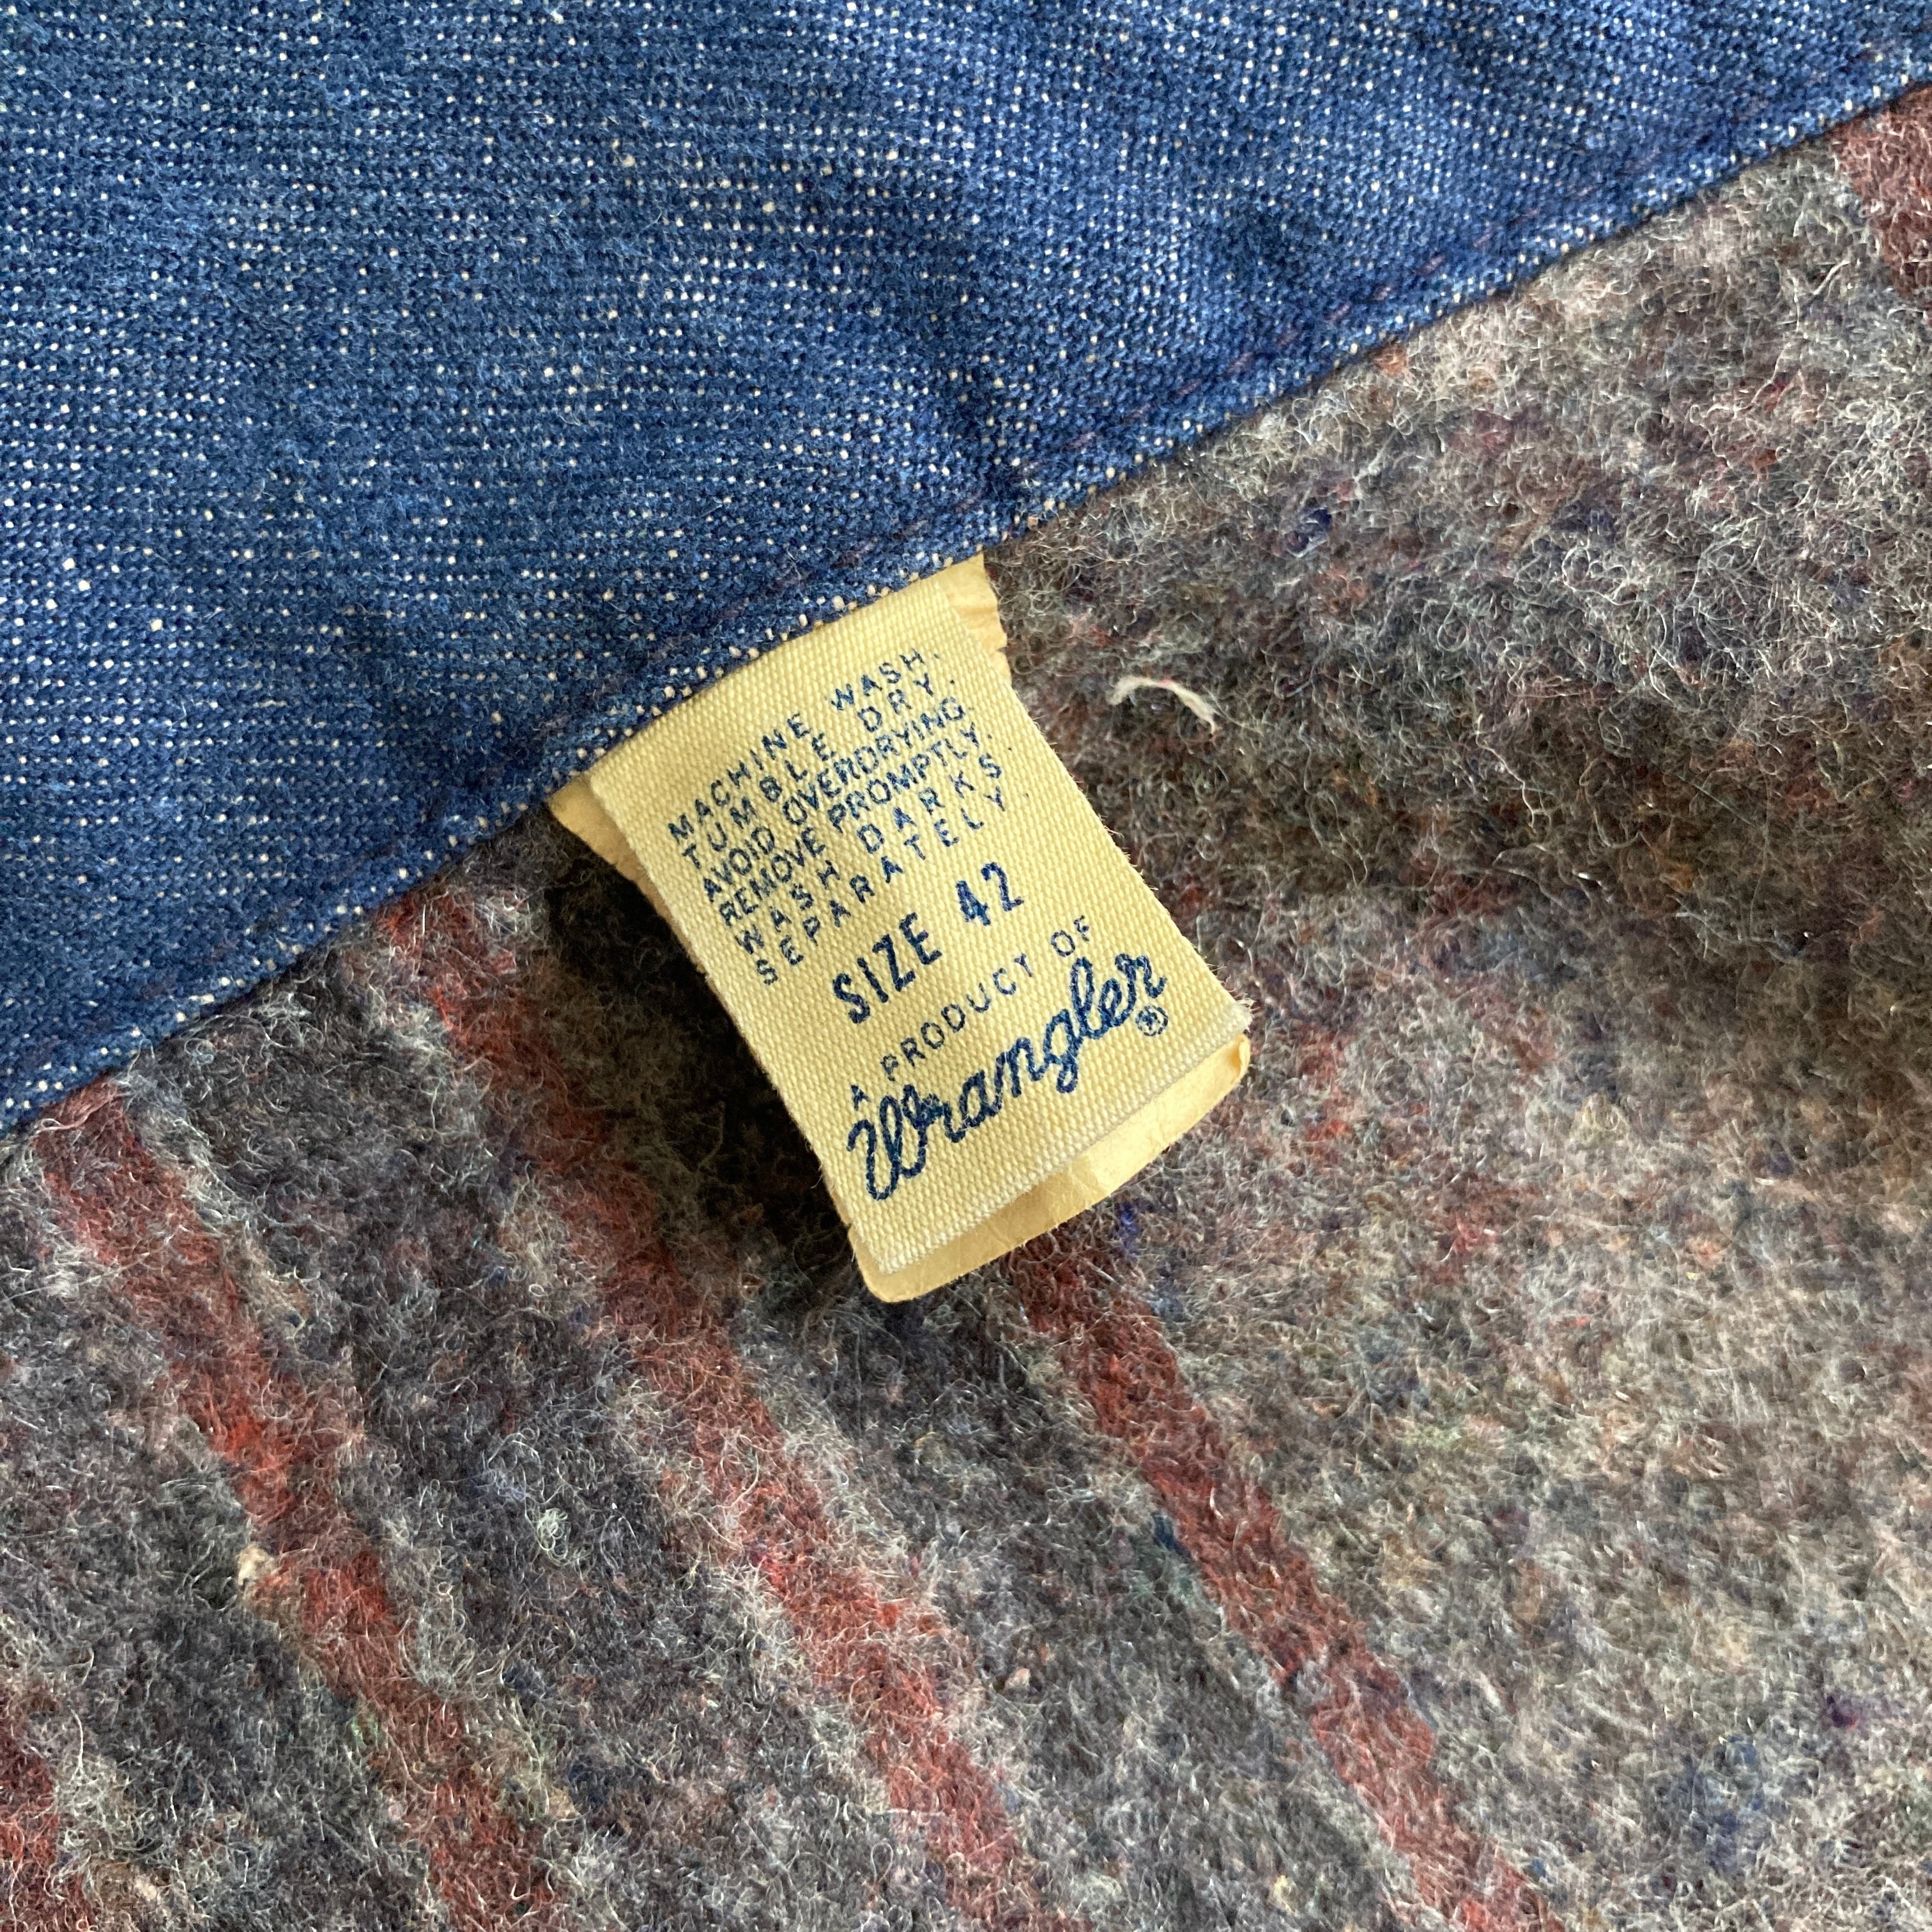 MACHINE WASH.
TUMBLE DRY.
AVOID OVERDRYING.
REMOVE PROMPTLY.
WASH DARKS
SEPARATELY.
SIZE 42
A PRODUCT OF
Wrangler®